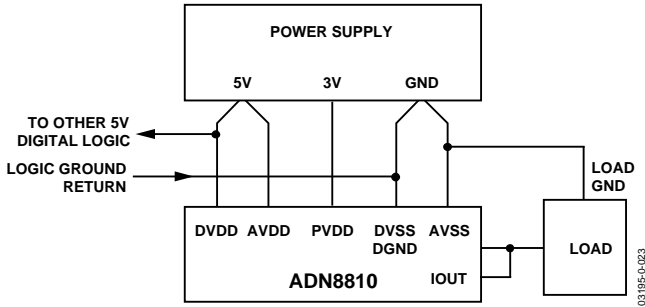 POWER SUPPLY
5V 3V GND
TO OTHER 5V
DIGITAL LOGIC
LOGIC GROUND
RETURN
LOAD
GND
DVDD AVDD PVDD DVSS AVSS
DGND
LOAD
ADN8810 IOUT
03195-0-023